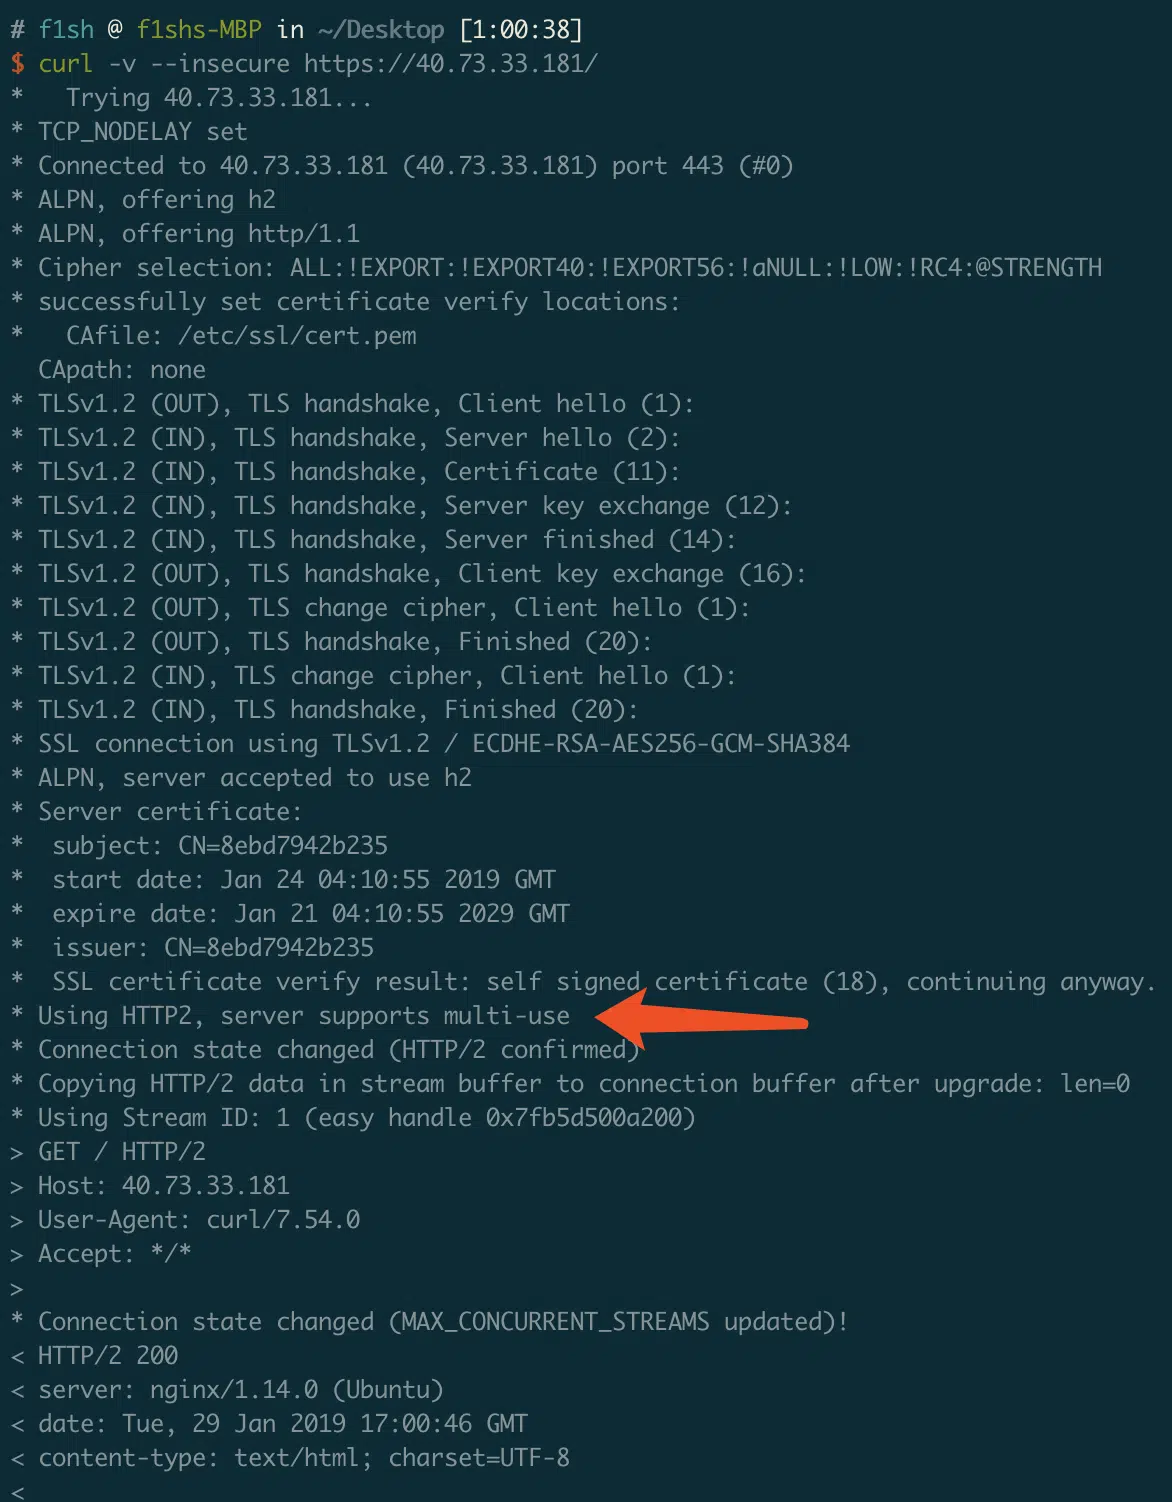 # f1sh @ f1shs-MBP in ~/Desktop [1:00:38]
$ curl -v --insecure https://40.73.33.181/
*   Trying 40.73.33.181...
* TCP_NODELAY set
* Connected to 40.73.33.181 (40.73.33.181) port 443 (#0)
* ALPN, offering h2
* ALPN, offering http/1.1
* Cipher selection: ALL:!EXPORT:!EXPORT40:!EXPORT56:!aNULL:!LOW:!RC4:@STRENGTH
* successfully set certificate verify locations:
*   CAfile: /etc/ssl/cert.pem
  CApath: none
* TLSv1.2 (OUT), TLS handshake, Client hello (1):
* TLSv1.2 (IN), TLS handshake, Server hello (2):
* TLSv1.2 (IN), TLS handshake, Certificate (11):
* TLSv1.2 (IN), TLS handshake, Server key exchange (12):
* TLSv1.2 (IN), TLS handshake, Server finished (14):
* TLSv1.2 (OUT), TLS handshake, Client key exchange (16):
* TLSv1.2 (OUT), TLS change cipher, Client hello (1):
* TLSv1.2 (OUT), TLS handshake, Finished (20):
* TLSv1.2 (IN), TLS change cipher, Client hello (1):
* TLSv1.2 (IN), TLS handshake, Finished (20):
* SSL connection using TLSv1.2 / ECDHE-RSA-AES256-GCM-SHA384
* ALPN, server accepted to use h2
* Server certificate:
*  subject: CN=8ebd7942b235
*  start date: Jan 24 04:10:55 2019 GMT
*  expire date: Jan 21 04:10:55 2029 GMT
*  issuer: CN=8ebd7942b235
*  SSL certificate verify result: self signed certificate (18), continuing anyway.
* Using HTTP2, server supports multi-use
* Connection state changed (HTTP/2 confirmed)
* Copying HTTP/2 data in stream buffer to connection buffer after upgrade: len=0
* Using Stream ID: 1 (easy handle 0x7fb5d500a200)
> GET / HTTP/2
> Host: 40.73.33.181
> User-Agent: curl/7.54.0
> Accept: */*
>
* Connection state changed (MAX_CONCURRENT_STREAMS updated)!
< HTTP/2 200
< server: nginx/1.14.0 (Ubuntu)
< date: Tue, 29 Jan 2019 17:00:46 GMT
< content-type: text/html; charset=UTF-8
<